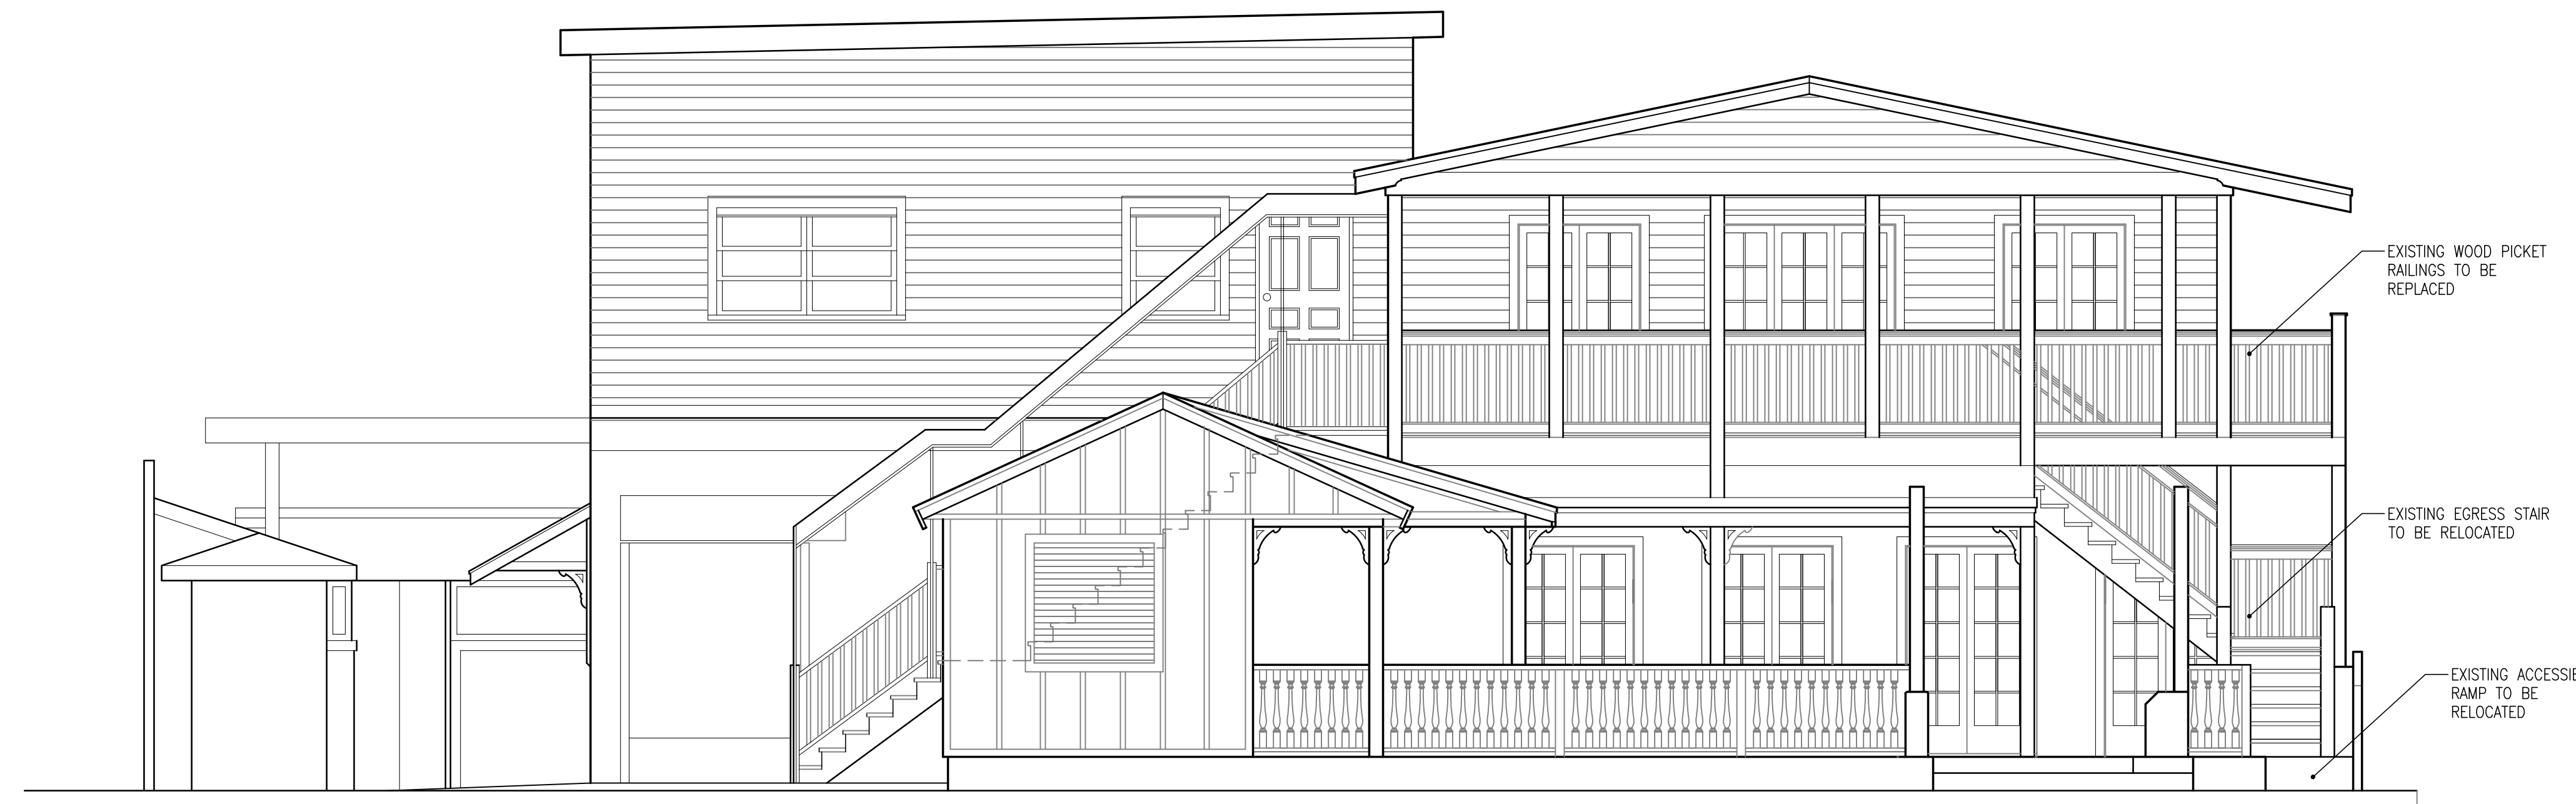 EXISTING WOOD PICKET
RAILINGS TO BE
REPLACED
EXISTING EGRESS STAIR
TO BE RELOCATED
EXISTING
RAMP TO BE
RELOCATED